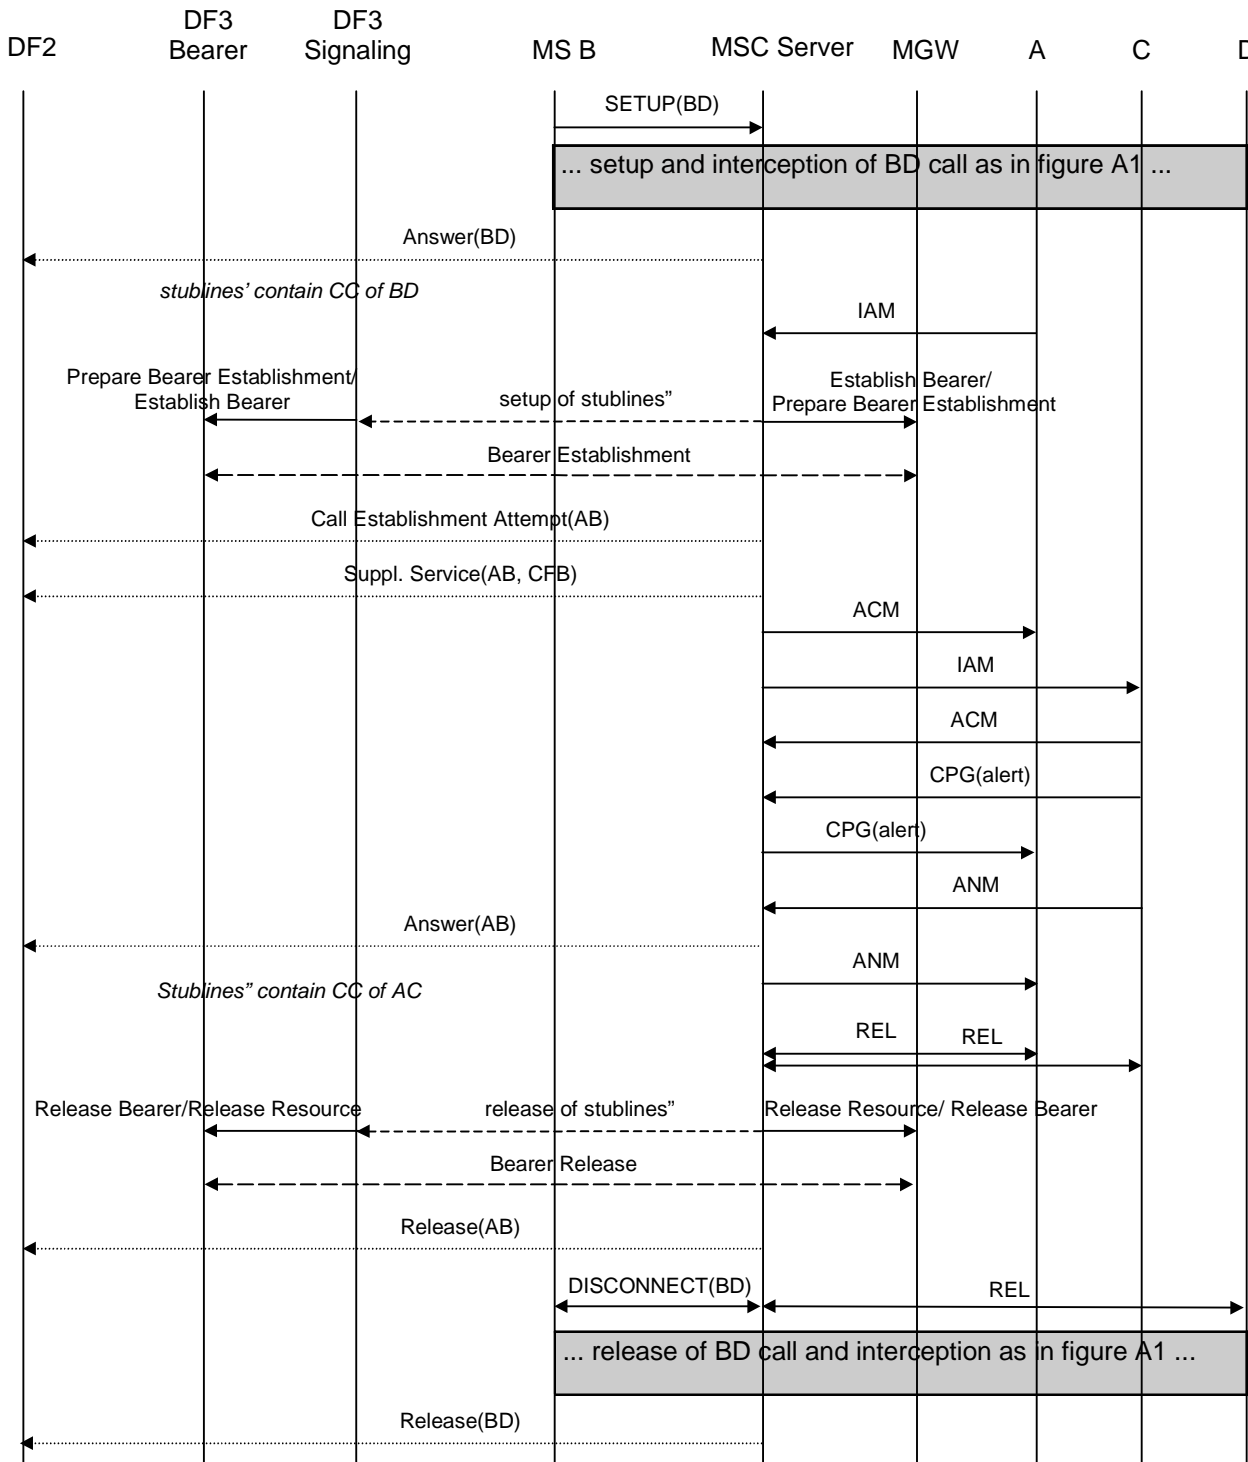 DF2
DF3
Bearer
DF3
Signaling
MS B
MSC Server
MGW
A
C
D
SETUP(BD)
... setup and interception of BD call as in figure A1 ...
Answer(BD)
stublines' contain CC of BD
IAM
Prepare Bearer Establishment/
Establish Bearer
setup of stublines”
Establish Bearer/
Prepare Bearer Establishment
Bearer Establishment
Call Establishment Attempt(AB)
Suppl. Service(AB, CFB)
ACM
IAM
ACM
CPG(alert)
CPG(alert)
ANM
Answer(AB)
ANM
Stublines” contain CC of AC
REL
REL
Release Bearer/Release Resource
release of stublines”
Release Resource/ Release Bearer
Bearer Release
Release(AB)
DISCONNECT(BD)
REL
... release of BD call and interception as in figure A1 ...
Release(BD)